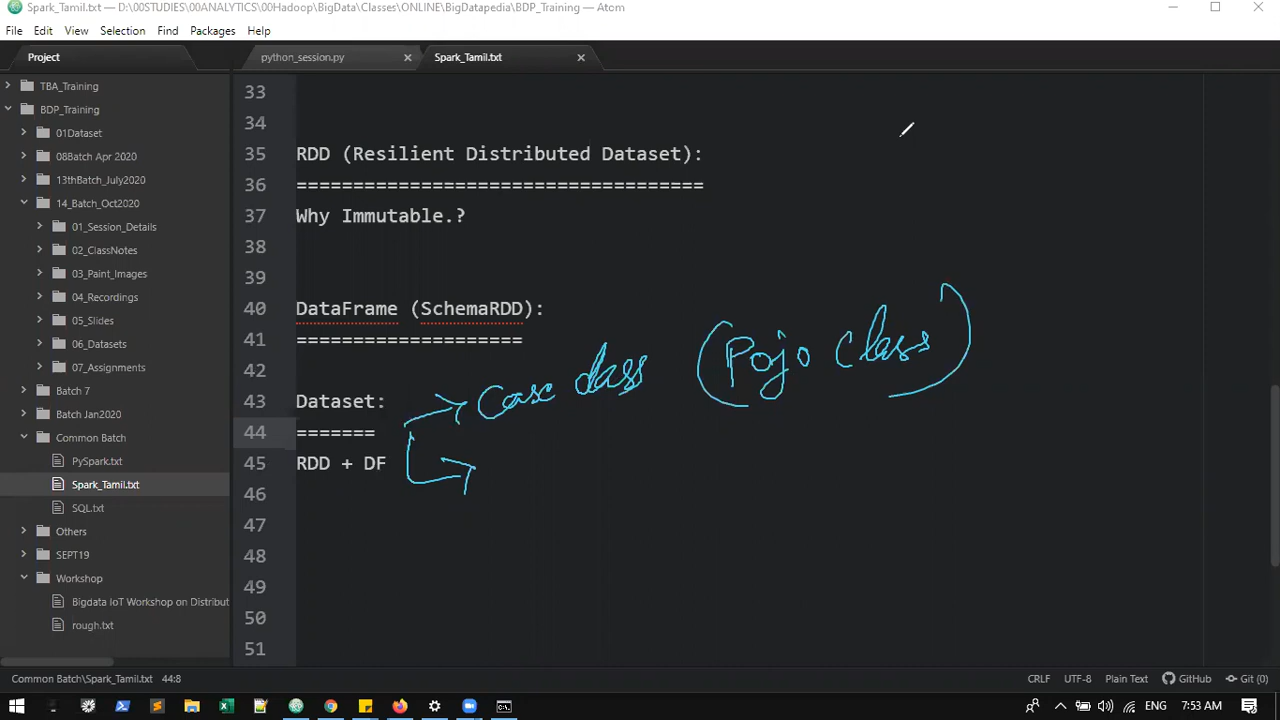 Spark_Tamil.txt — D:\00STUDIES\00ANALYTICS\00Hadoop\BigData\Classes\ONLINE\BigDatapedia\BDP_Training — Atom
File Edit View Selection Find Packages Help
Project
python_session.py
Spark_Tamil.txt
TBA_Training
BDP_Training
01Dataset
08Batch Apr 2020
13thBatch_July2020
14_Batch_Oct2020
01_Session_Details
02_ClassNotes
03_Paint_Images
04_Recordings
05_Slides
06_Datasets
07_Assignments
Batch 7
Batch Jan2020
Common Batch
PySpark.txt
Spark_Tamil.txt
SQL.txt
Others
SEPT19
Workshop
Bigdata IoT Workshop on Distribut
rough.txt
33
34
35 RDD (Resilient Distributed Dataset):
36 ====================================
37 Why Immutable.?
38
39
40 DataFrame (SchemaRDD):
41 ====================
42
Case class (Pojo class)
43 Dataset:
44 =======
45 RDD + DF
46
47
48
49
50
51
Common Batch\Spark_Tamil.txt 44:8
CRLF UTF-8 Plain Text GitHub Git (0)
ENG 7:53 AM